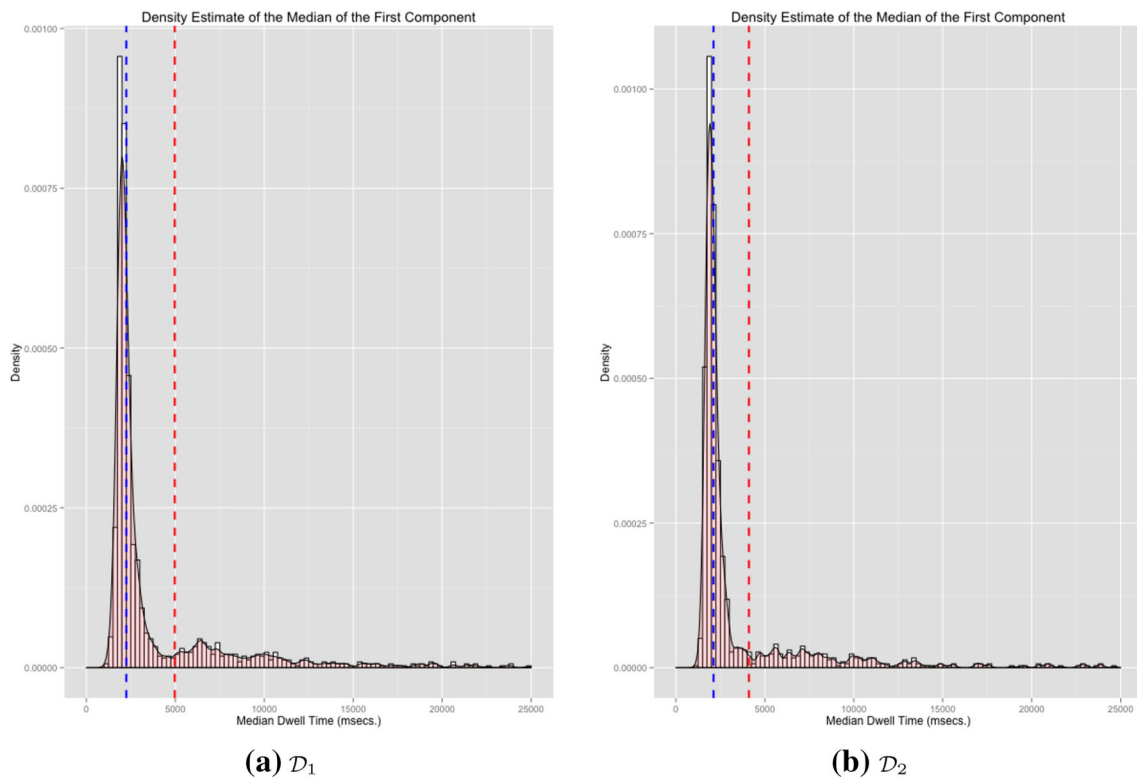 Density Estimate of the Median of the First Component
0.00100
0.00075
0.00050
0.00025
0.00000
Density
0 5000 10000 15000 20000 25000
Median Dwell Time (msecs.)
(a) 𝒟₁
Density Estimate of the Median of the First Component
0.00100
0.00075
0.00050
0.00025
0.00000
Density
0 5000 10000 15000 20000 25000
Median Dwell Time (msecs.)
(b) 𝒟₂